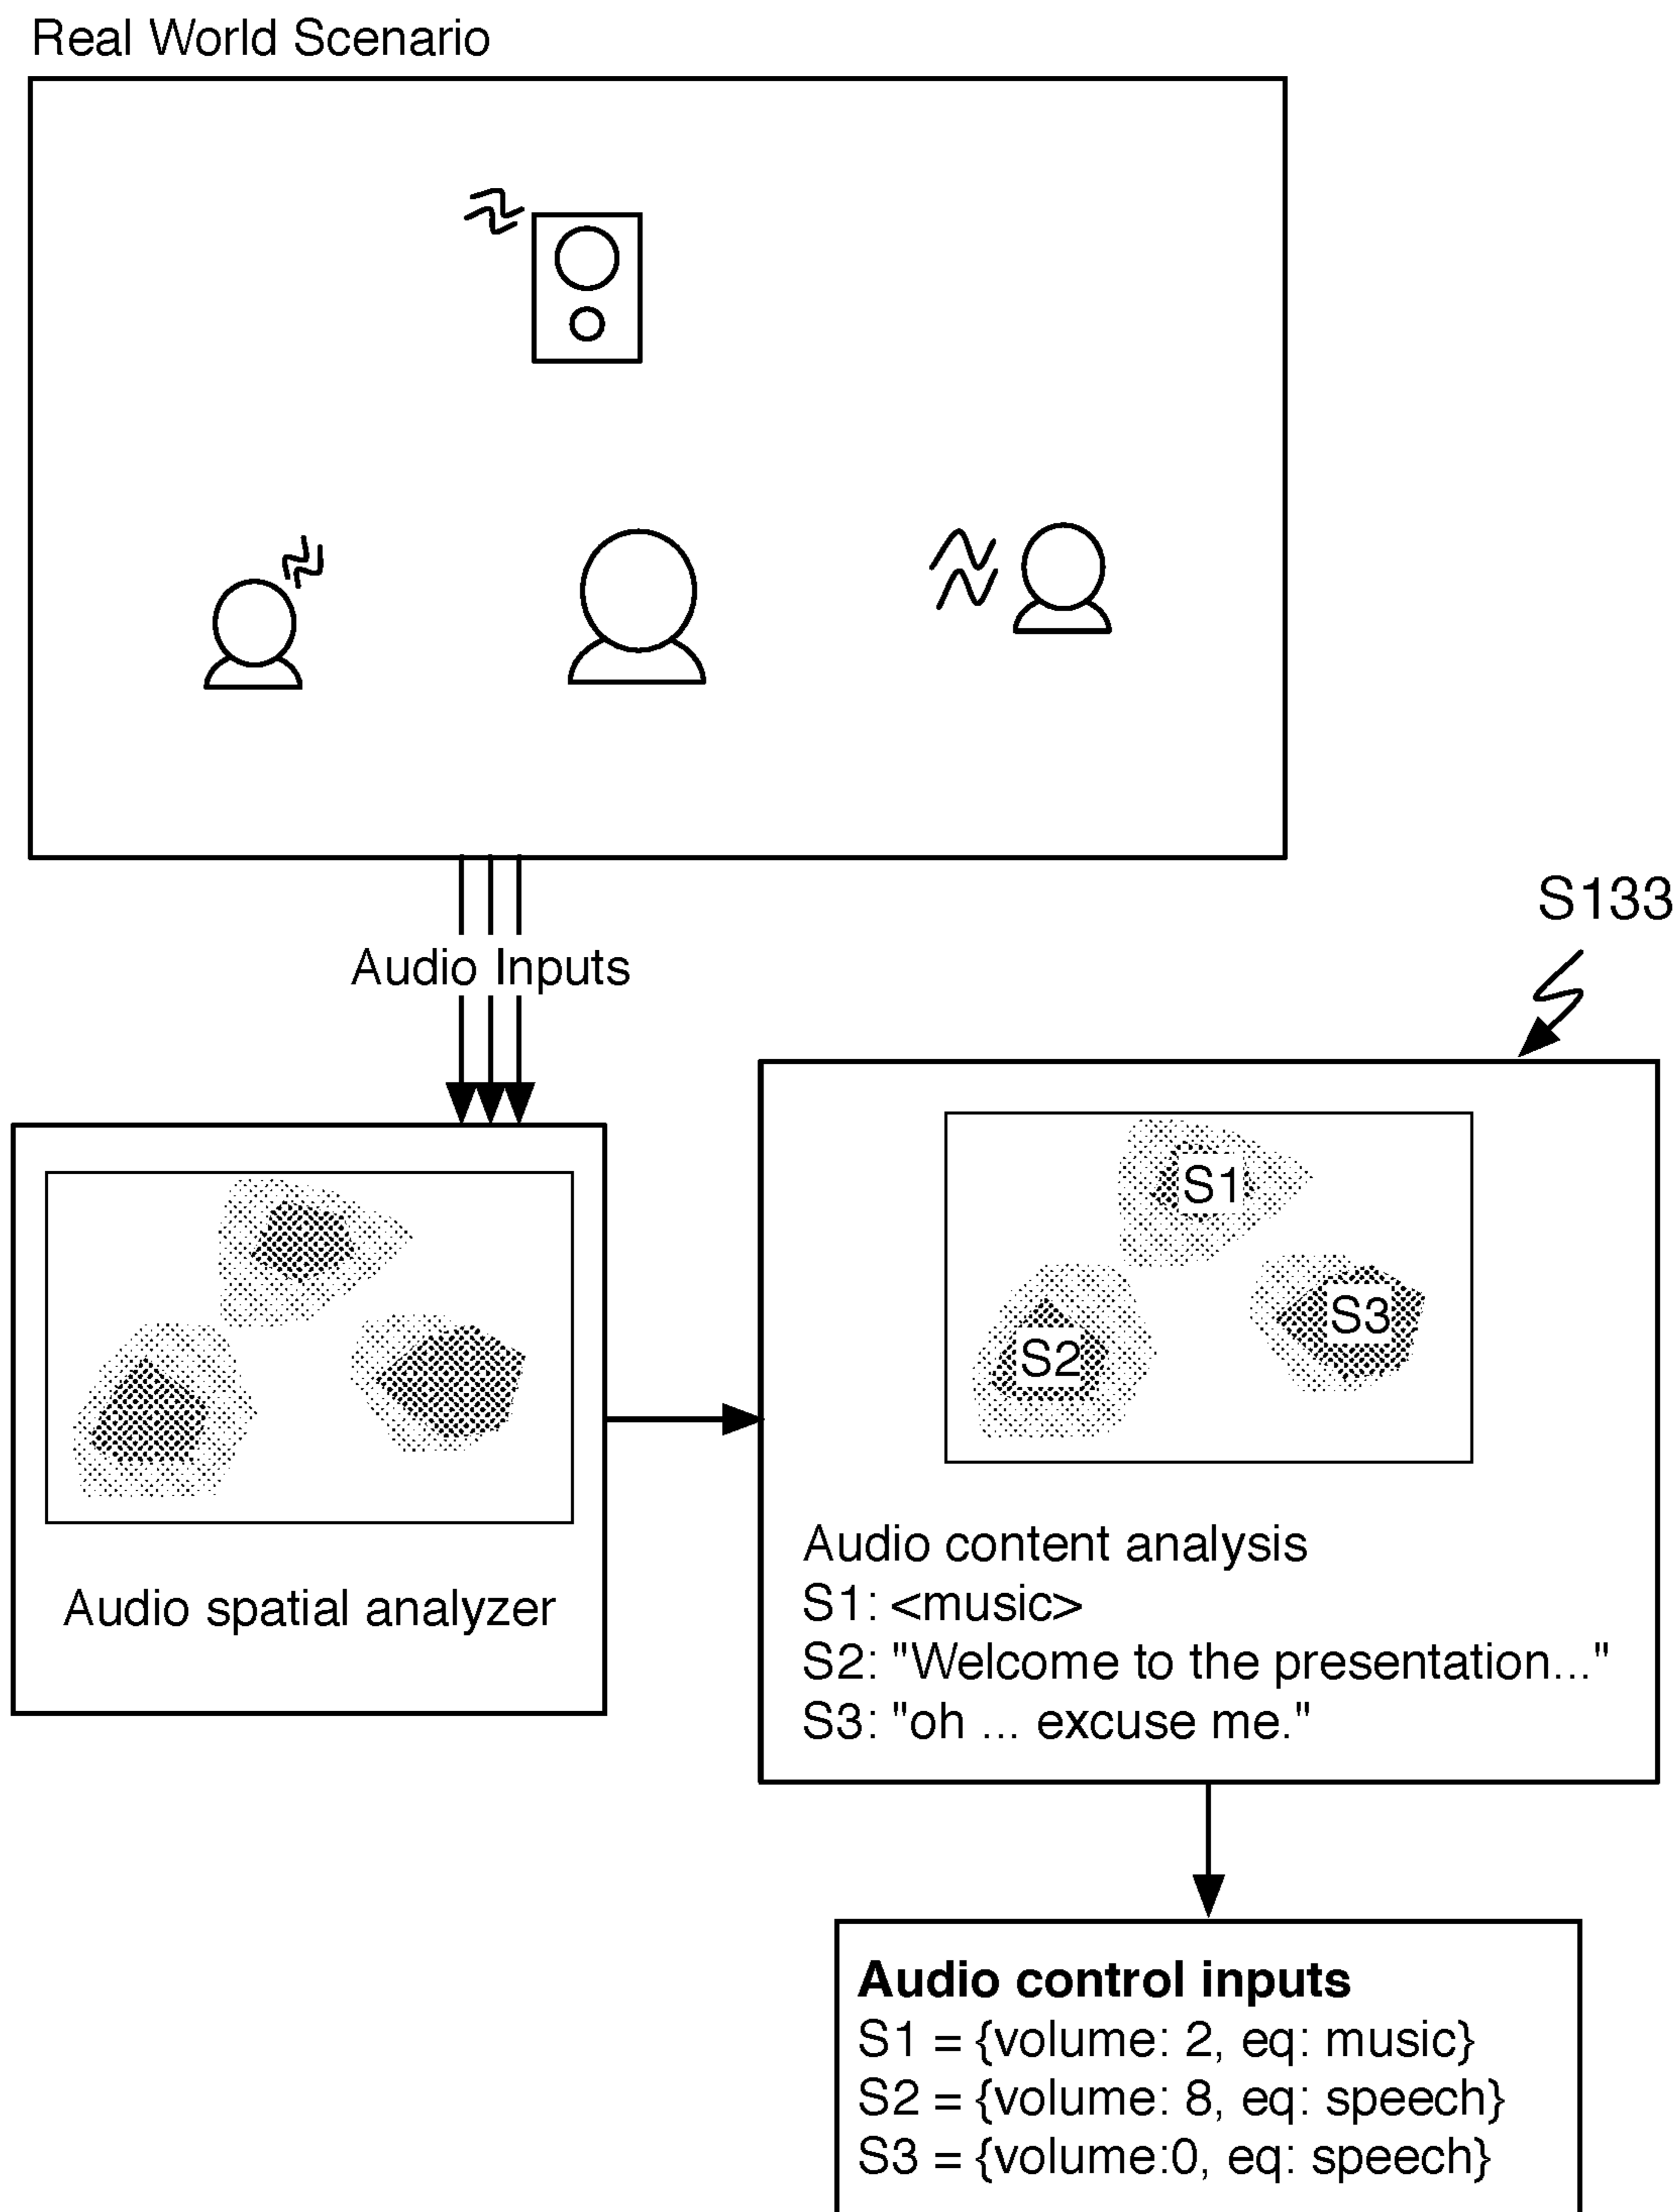 Real World Scenario
Audio Inputs
S133
S1
S2
S3
Audio spatial analyzer
Audio content analysis
S1: <music>
S2: "Welcome to the presentation..."
S3: "oh ... excuse me."
Audio control inputs
S1 = {volume: 2, eq: music}
S2 = {volume: 8, eq: speech}
S3 = {volume:0, eq: speech}